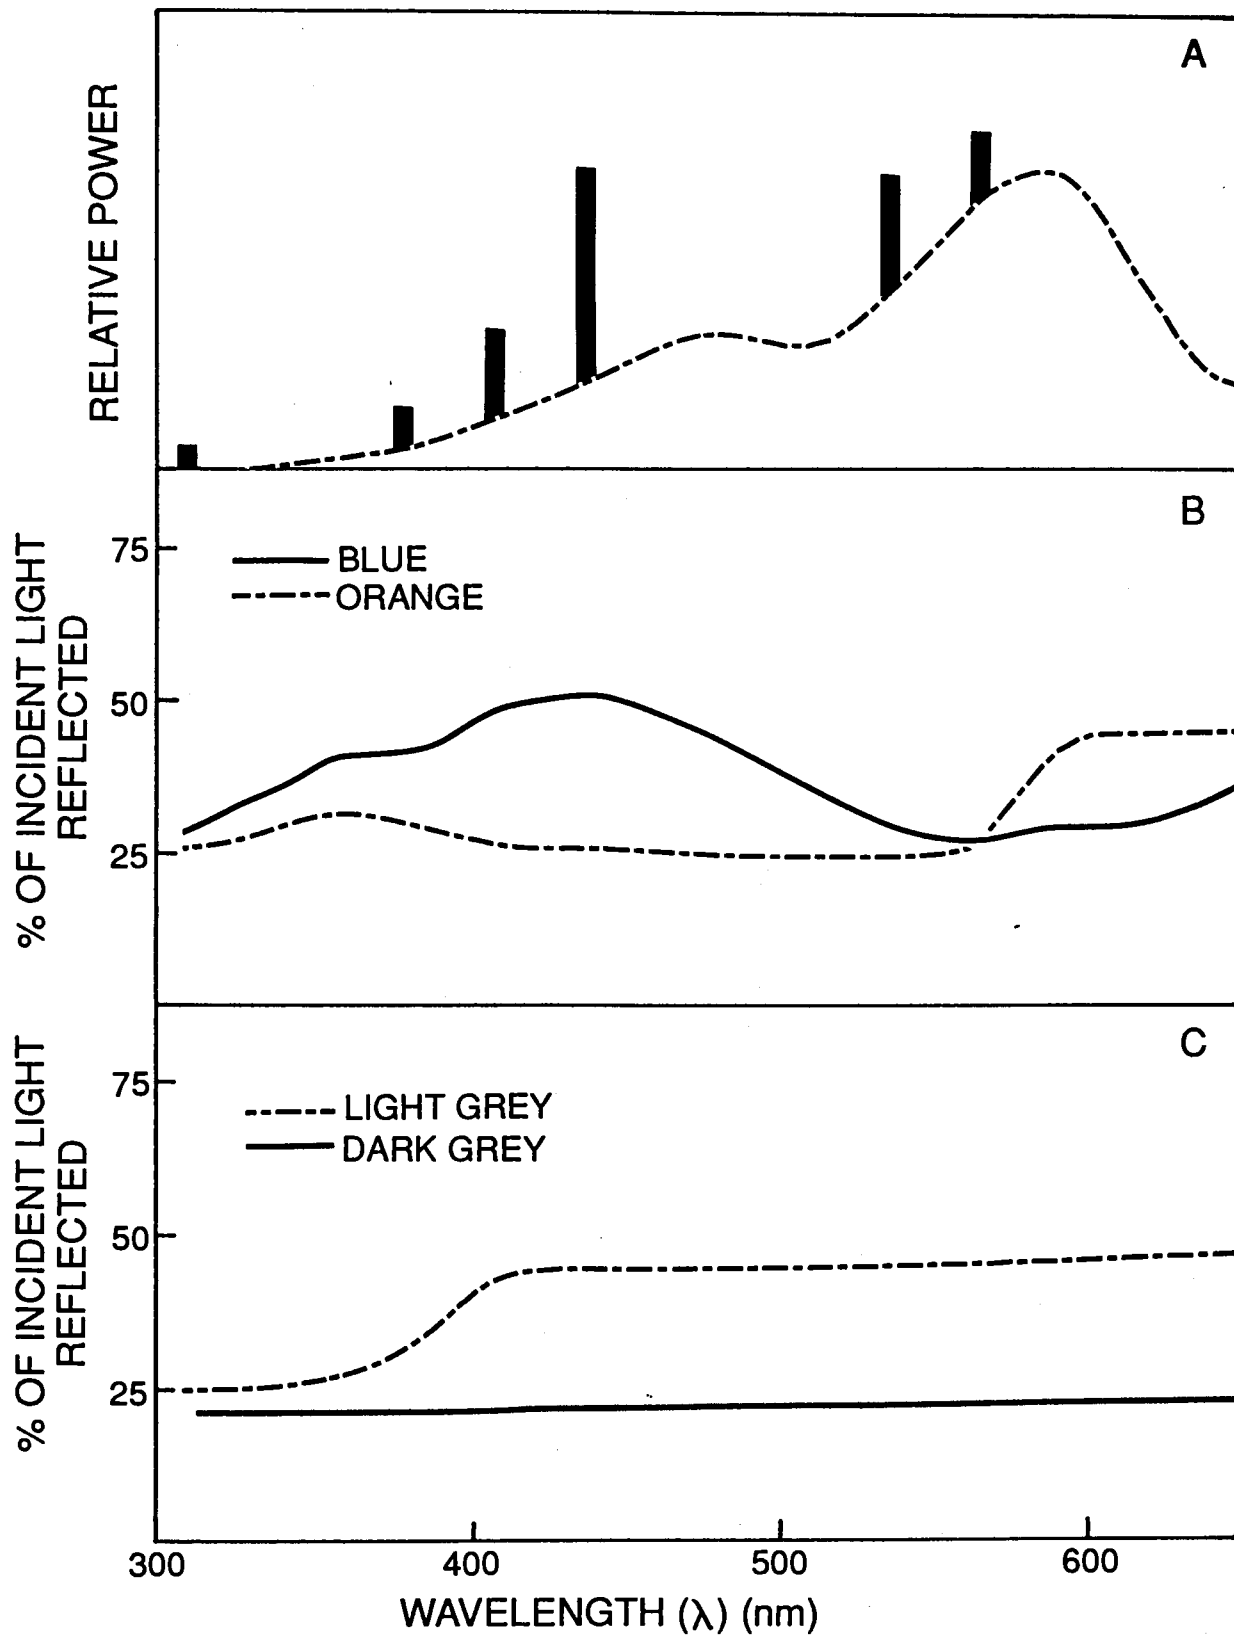 A
RELATIVE POWER
B
% OF INCIDENT LIGHT
REFLECTED
75
50
25
BLUE
ORANGE
C
% OF INCIDENT LIGHT
REFLECTED
75
50
25
LIGHT GREY
DARK GREY
300 400 500 600
WAVELENGTH (λ) (nm)